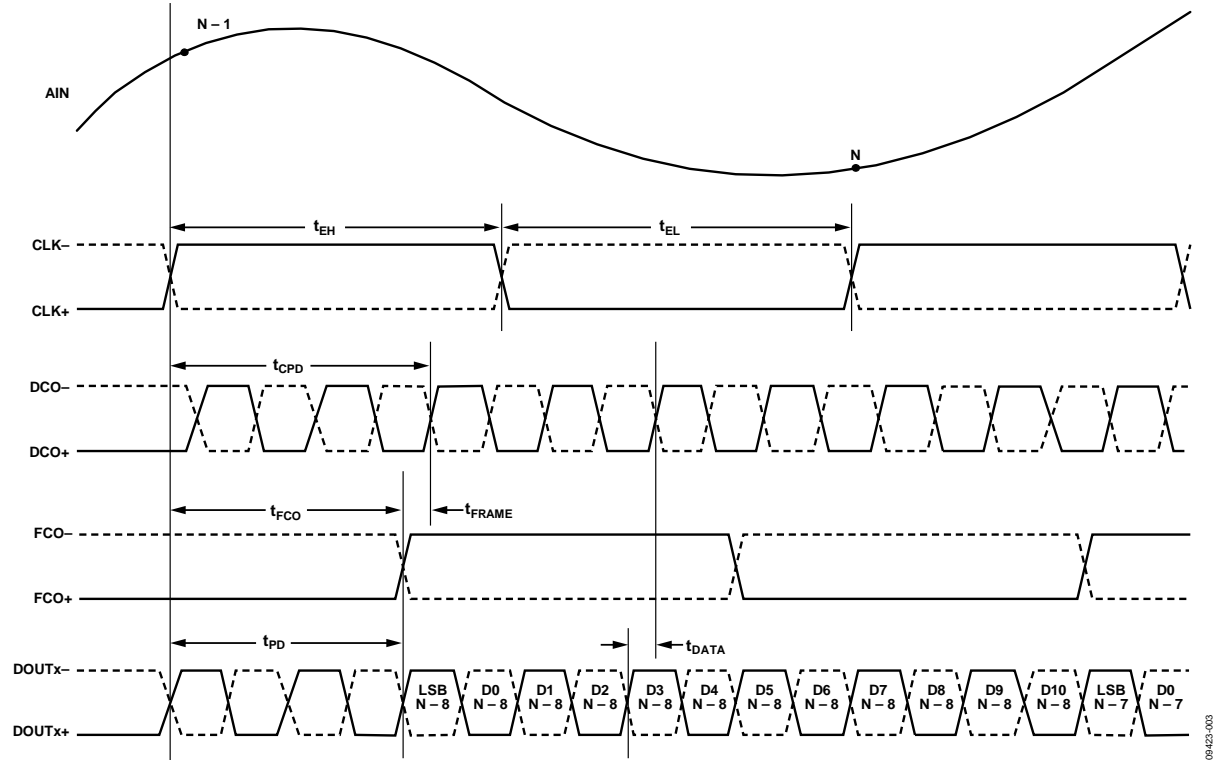 N – 1
AIN
N
tEH
tEL
CLK–
CLK+
tCPD
DCO–
DCO+
tFCO
tFRAME
FCO–
FCO+
tPD
tDATA
DOUTx–
DOUTx+
LSB
N – 8
D0
N – 8
D1
N – 8
D2
N – 8
D3
N – 8
D4
N – 8
D5
N – 8
D6
N – 8
D7
N – 8
D8
N – 8
D9
N – 8
D10
N – 8
LSB
N – 7
D0
N – 7
09423-003